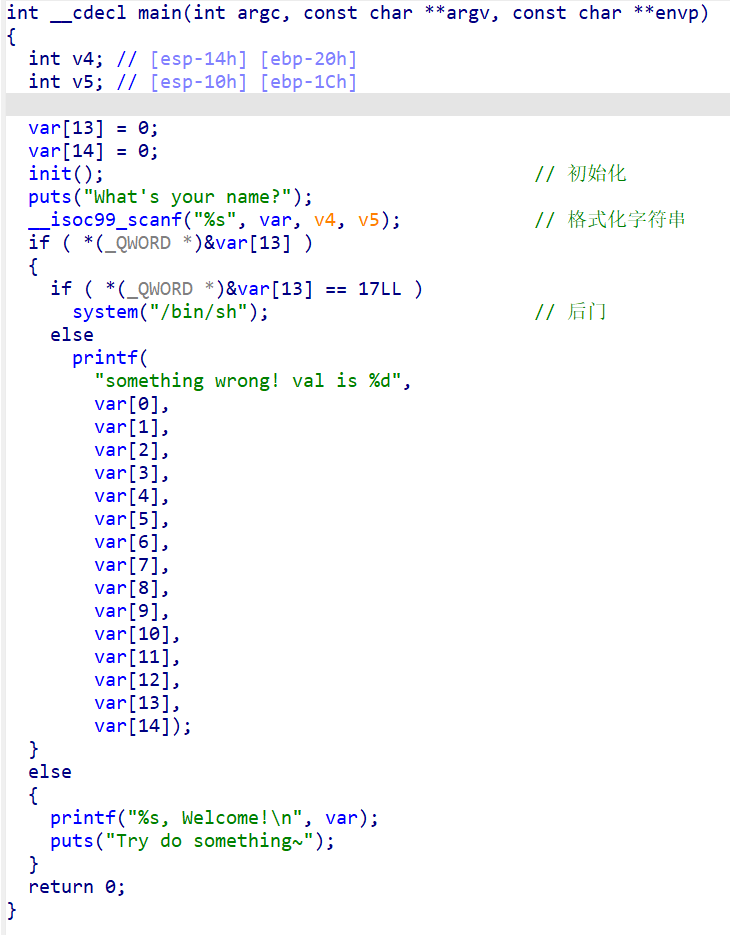 int __cdecl main(int argc, const char **argv, const char **envp)
{
  int v4; // [esp-14h] [ebp-20h]
  int v5; // [esp-10h] [ebp-1Ch]

  var[13] = 0;
  var[14] = 0;
  init();                                       // 初始化
  puts("What's your name?");
  __isoc99_scanf("%s", var, v4, v5);            // 格式化字符串
  if ( *(_QWORD *)&var[13] )
  {
    if ( *(_QWORD *)&var[13] == 17LL )
      system("/bin/sh");                        // 后门
    else
      printf(
        "something wrong! val is %d",
        var[0],
        var[1],
        var[2],
        var[3],
        var[4],
        var[5],
        var[6],
        var[7],
        var[8],
        var[9],
        var[10],
        var[11],
        var[12],
        var[13],
        var[14]);
  }
  else
  {
    printf("%s, Welcome!\n", var);
    puts("Try do something~");
  }
  return 0;
}